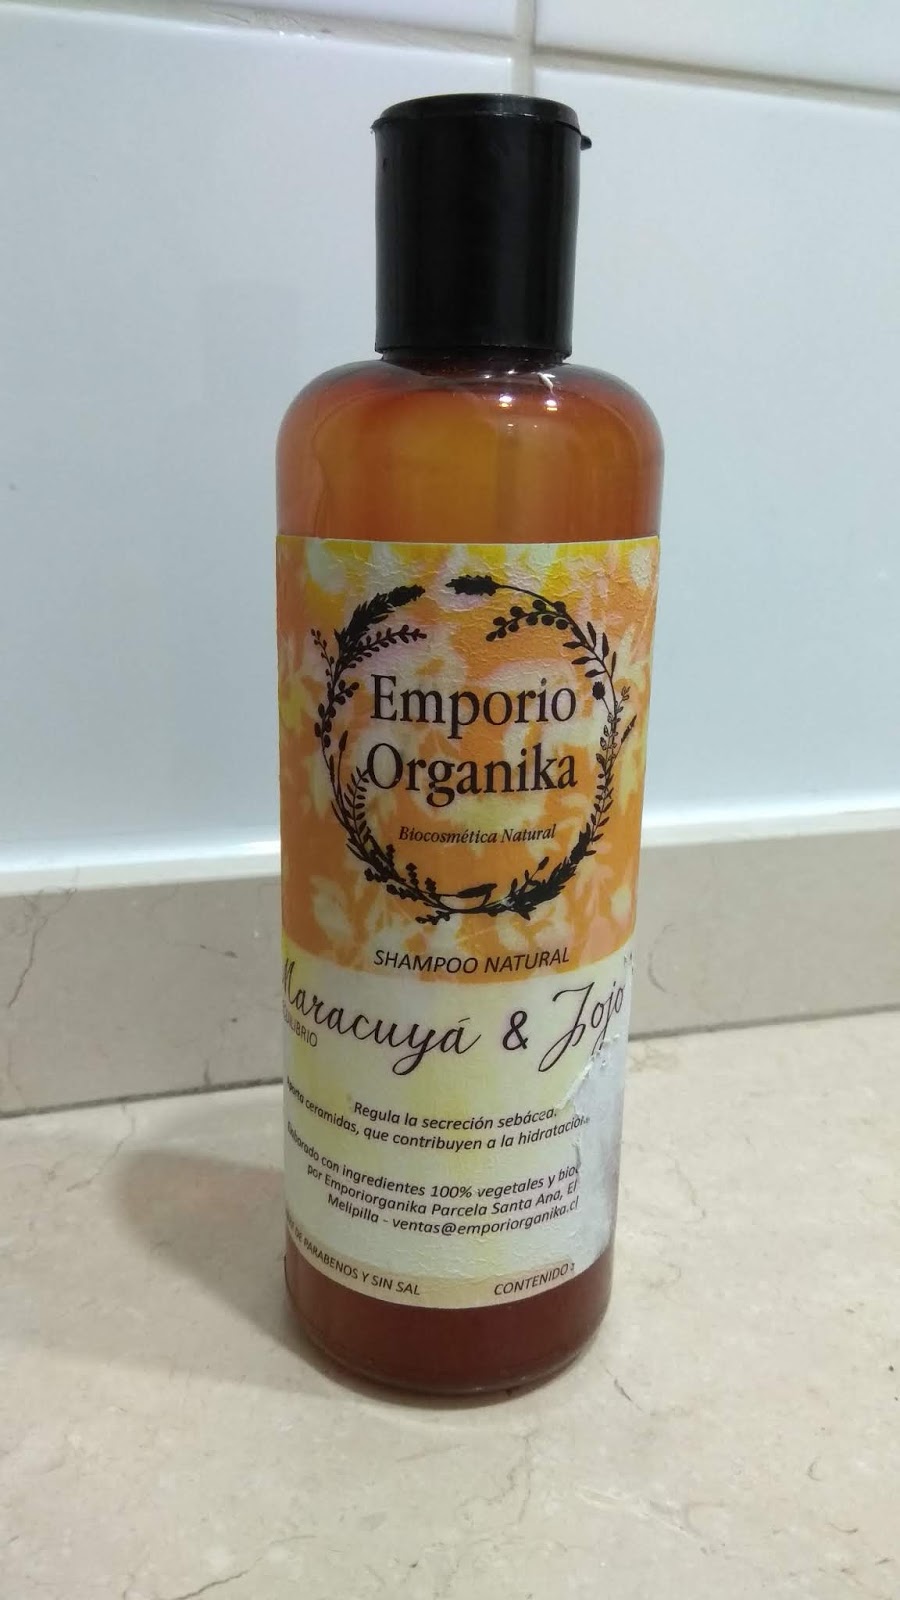 Emporio
Organika
Biocosmética Natural
SHAMPOO NATURAL
Maracuyá & Jojo
Regula la secreción sebácea.
ceramidas, que contribuyen a la hidratación
con ingredientes 100% vegetales y
por Emporiorganika Parcela Santa Ana, El
Melipilla - ventas@emporiorganika.cl
DE PARABENOS Y SIN SAL
CONTENIDO